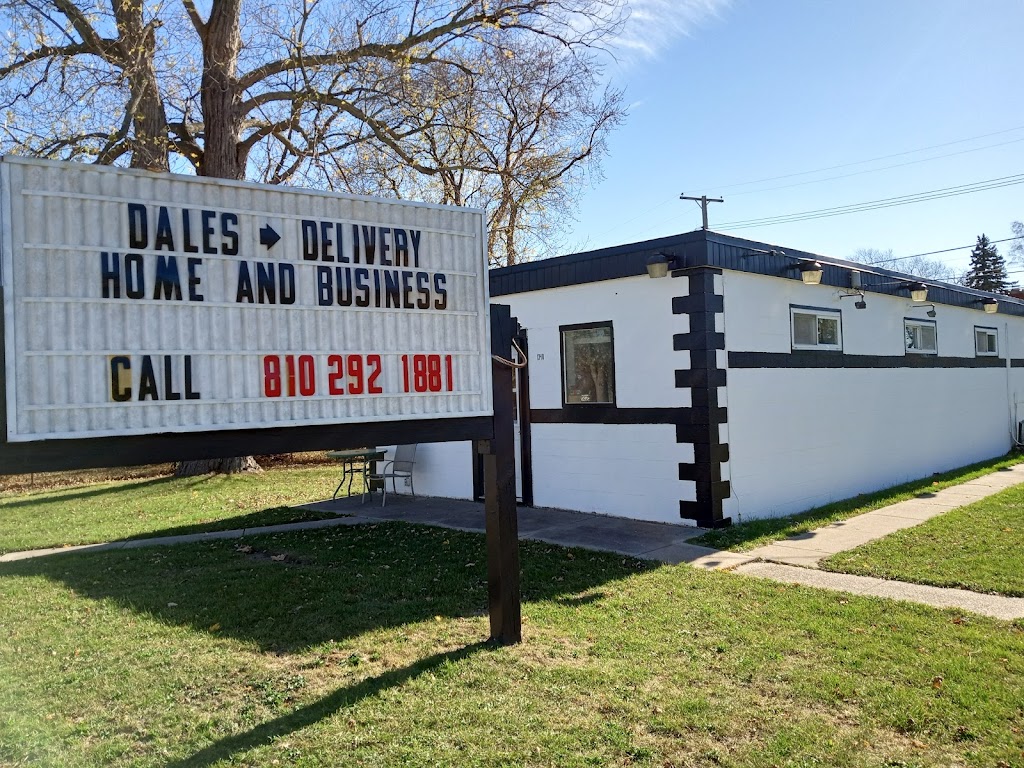 DALES ➡ DELIVERY
HOME AND BUSINESS
CALL 810 292 1881